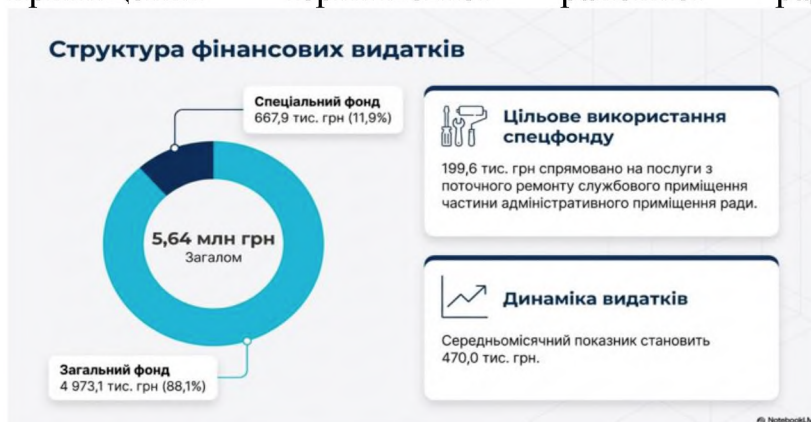 Структура фінансових видатків
Спеціальний фонд
667,9 тис. грн (11,9%)
5,64 млн грн
Загалом
Загальний фонд
4 973,1 тис. грн (88,1%)
Цільове використання
спецфонду
199,6 тис. грн спрямовано на послуги з
поточного ремонту службового приміщення
частини адміністративного приміщення ради.
Динаміка видатків
Середньомісячний показник становить
470,0 тис. грн.